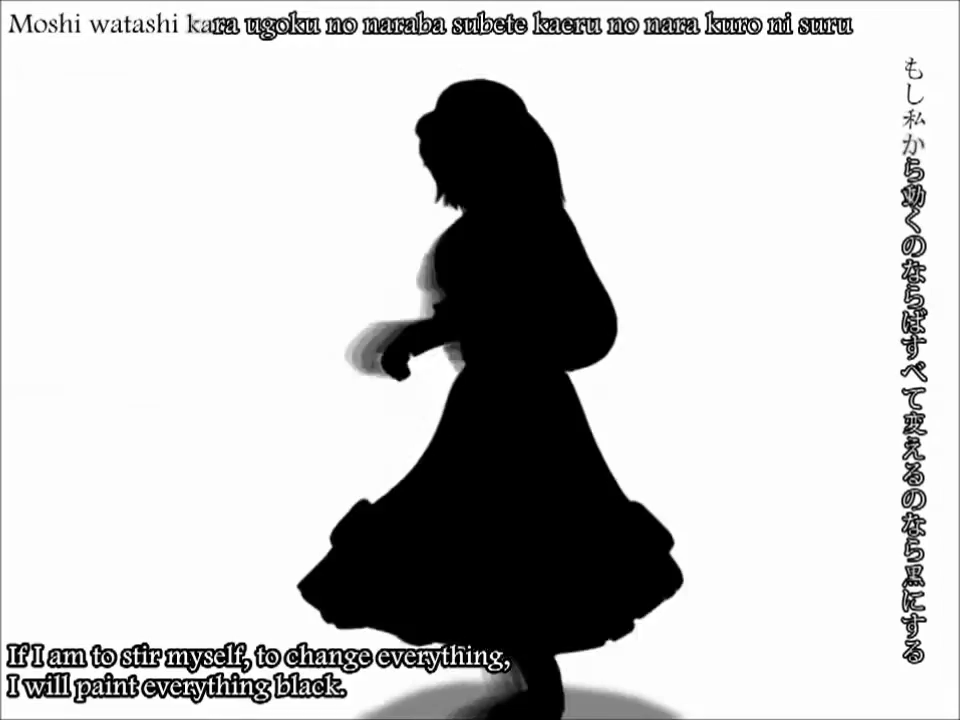 Moshi watashi kara ugoku no naraba subete kaeru no nara kuro ni suru
もし私から動くのならばすべて変えるのなら黒にする
If I am to stir myself, to change everything,
I will paint everything black.